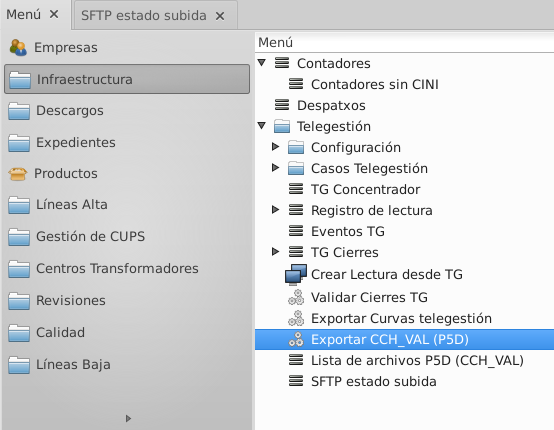 Menú
SFTP estado subida
Empresas
Infraestructura
Descargos
Expedientes
Productos
Líneas Alta
Gestión de CUPS
Centros Transformadores
Revisiones
Calidad
Líneas Baja
Menú
Contadores
Contadores sin CINI
Despatxos
Telegestión
Configuración
Casos Telegestión
TG Concentrador
Registro de lectura
Eventos TG
TG Cierres
Crear Lectura desde TG
Validar Cierres TG
Exportar Curvas telegestión
Exportar CCH_VAL (P5D)
Lista de archivos P5D (CCH_VAL)
SFTP estado subida